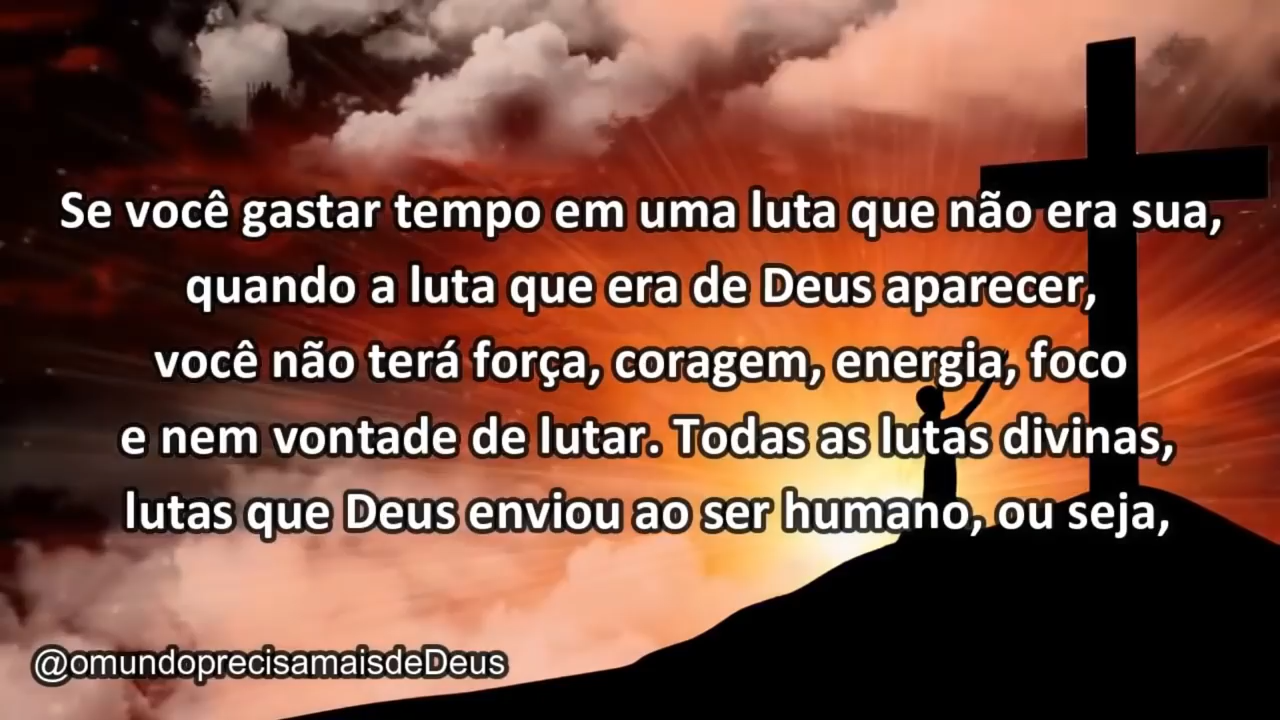 Se você gastar tempo em uma luta que não era sua,
quando a luta que era de Deus aparecer,
você não terá força, coragem, energia, foco
e nem vontade de lutar. Todas as lutas divinas,
lutas que Deus enviou ao ser humano, ou seja,
@omundoprecisamaisdeDeus